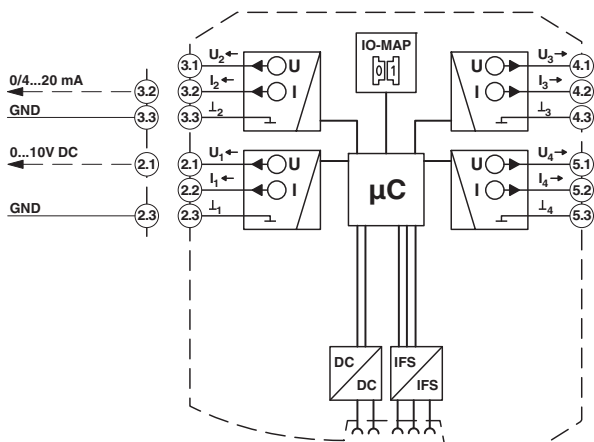 IO-MAP
0 1
0/4...20 mA
3.2
GND
3.3
0...10V DC
2.1
GND
2.3
3.1 U2 U
3.2 I2 I
3.3 ⊥2
2.1 U1 U
2.2 I1 I
2.3 ⊥1
µC
U U3 4.1
I I3 4.2
⊥3 4.3
U U4 5.1
I I4 5.2
⊥4 5.3
DC
DC
IFS
IFS